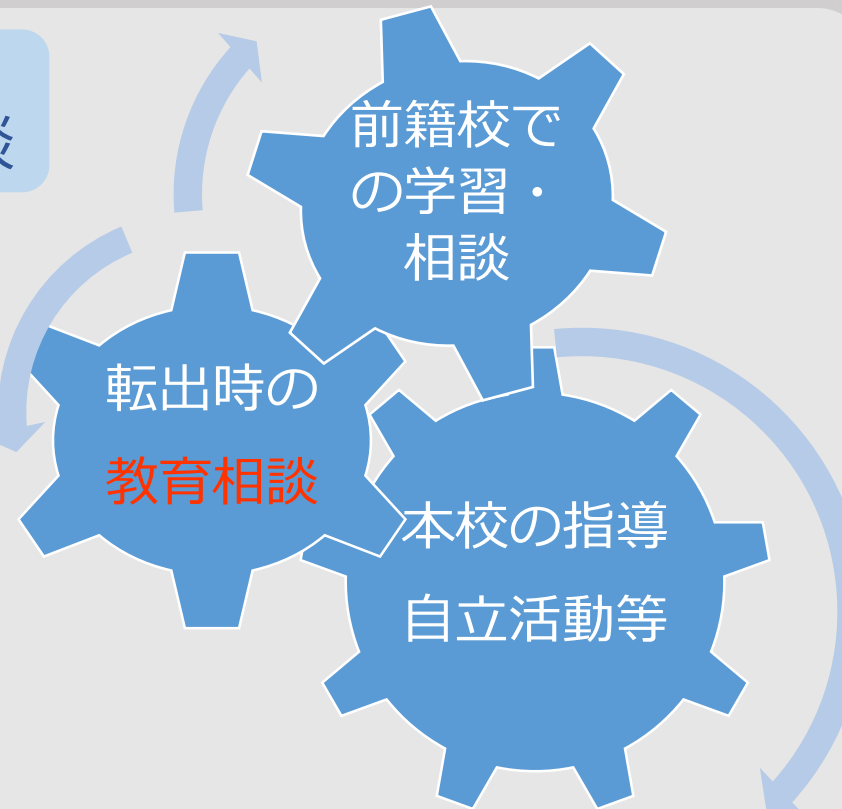 談
前籍校で
の学習・
相談
転出時の
教育相談
本校の指導
自立活動等